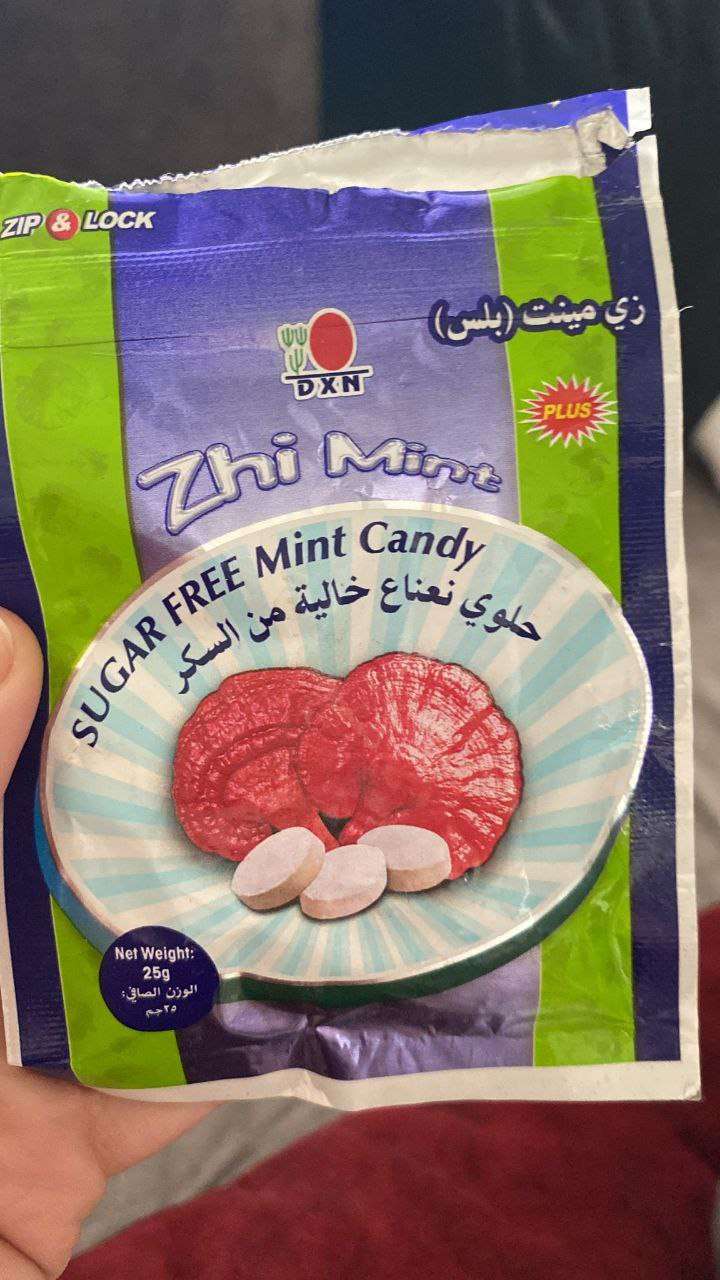 ZIP & LOCK
زي مينت (بلس)
DXN
PLUS
Zhi Mint
SUGAR FREE Mint Candy
حلوي نعناع خالية من السكر
Net Weight:
25g
الوزن الصافي:
٢٥جم